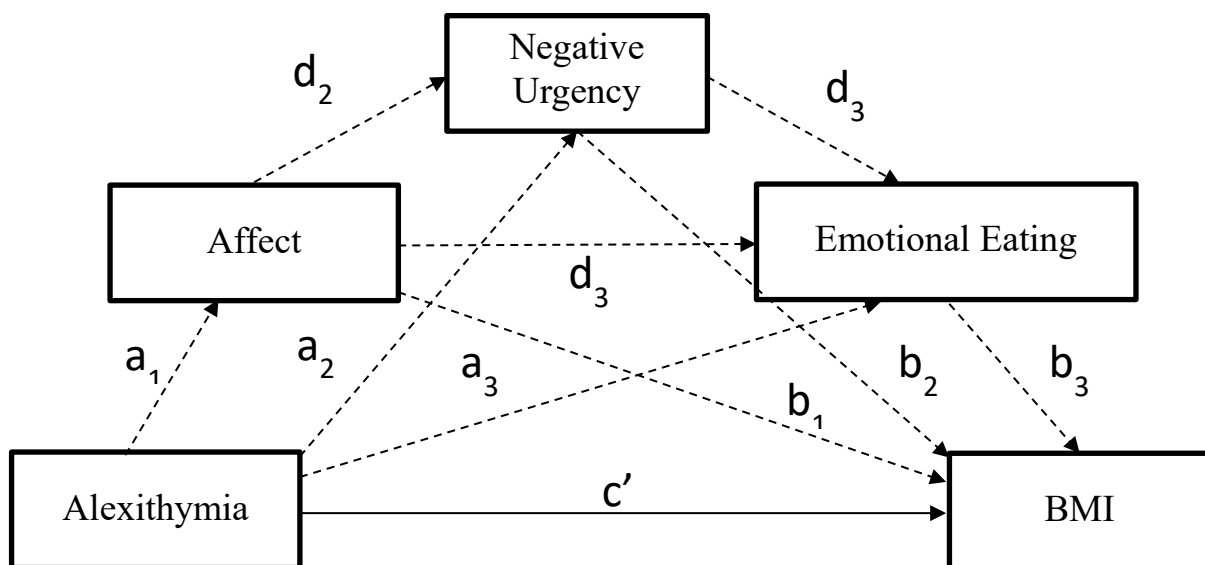 Negative
Urgency
d₂
d₃
Affect
Emotional Eating
d₃
a₁
a₂
a₃
b₁
b₂
b₃
Alexithymia
c’
BMI